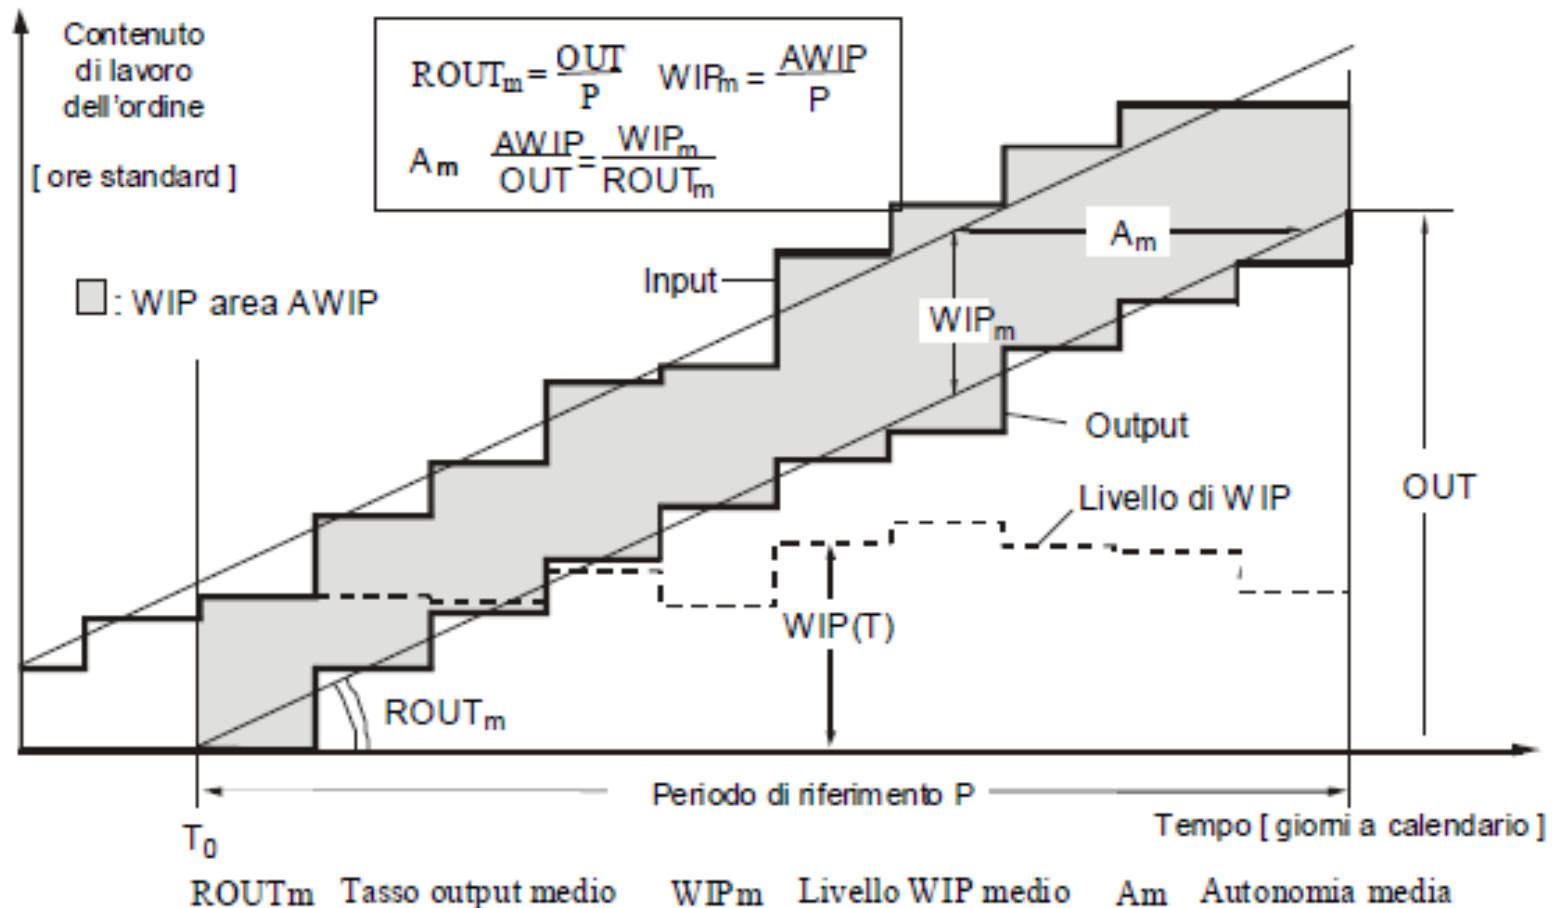 Contenuto
di lavoro
dell'ordine
[ ore standard ]
ROUTm = OUT / P   WIPm = AWIP / P
Am   AWIP / OUT = WIPm / ROUTm
: WIP area AWIP
Input
Am
WIPm
Output
OUT
Livello di WIP
WIP(T)
ROUTm
Periodo di riferimento P
Tempo [ giorni a calendario ]
T0
ROUTm   Tasso output medio   WIPm   Livello WIP medio   Am   Autonomia media